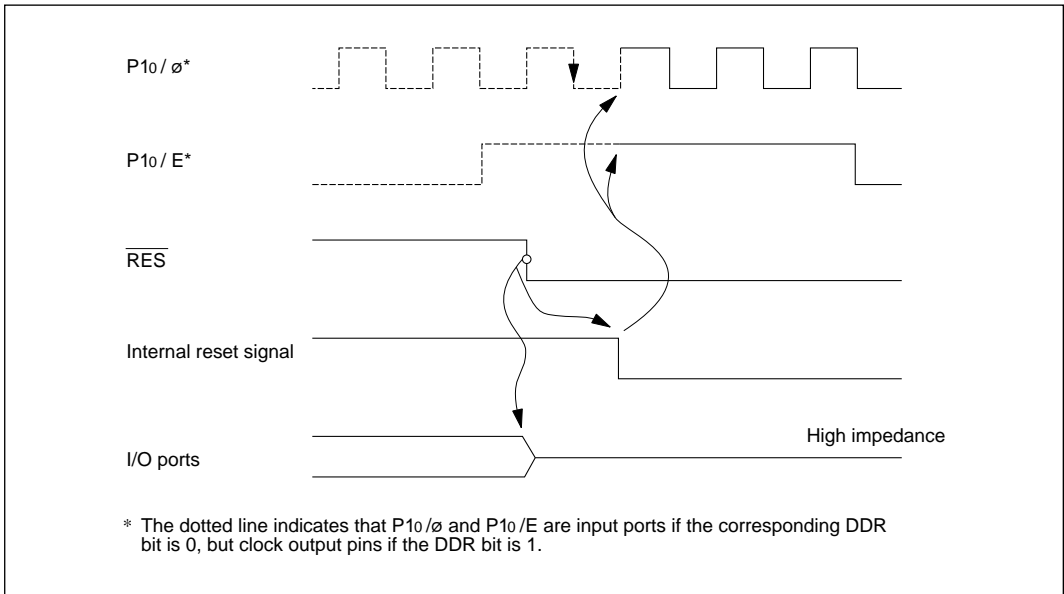 P10 / ø*
P10 / E*
RES
Internal reset signal
High impedance
I/O ports
* The dotted line indicates that P10 /ø and P10 /E are input ports if the corresponding DDR
bit is 0, but clock output pins if the DDR bit is 1.